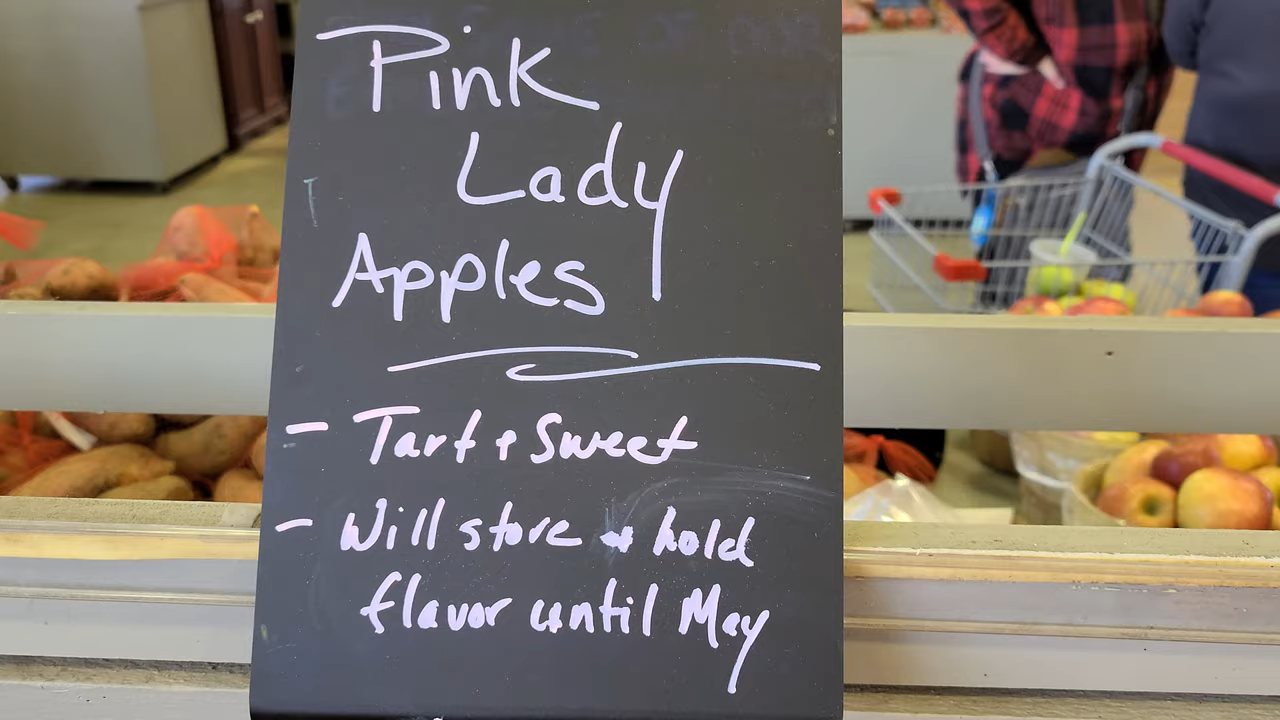 Pink
Lady
Apples
- Tart + Sweet
- Will store + hold
flavor until May